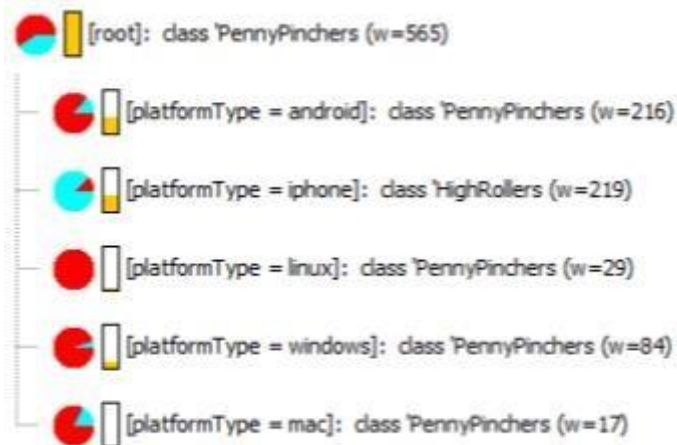 [root]: class 'PennyPinchers (w=565)
[platformType = android]: class 'PennyPinchers (w=216)
[platformType = iphone]: class 'HighRollers (w=219)
[platformType = linux]: class 'PennyPinchers (w=29)
[platformType = windows]: class 'PennyPinchers (w=84)
[platformType = mac]: class 'PennyPinchers (w=17)